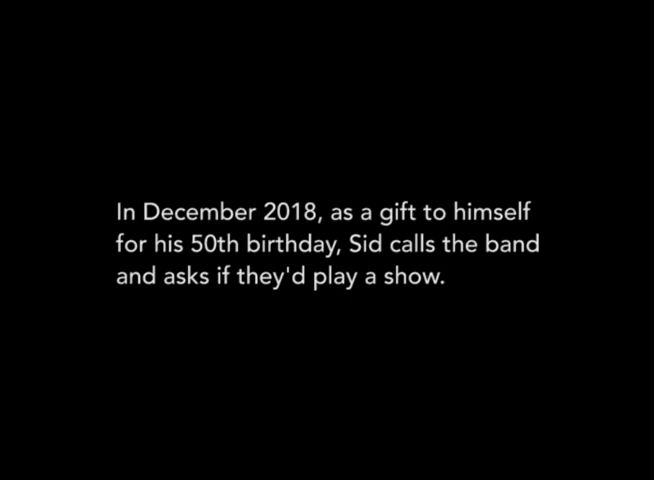 In December 2018, as a gift to himself
for his 50th birthday, Sid calls the band
and asks if they'd play a show.